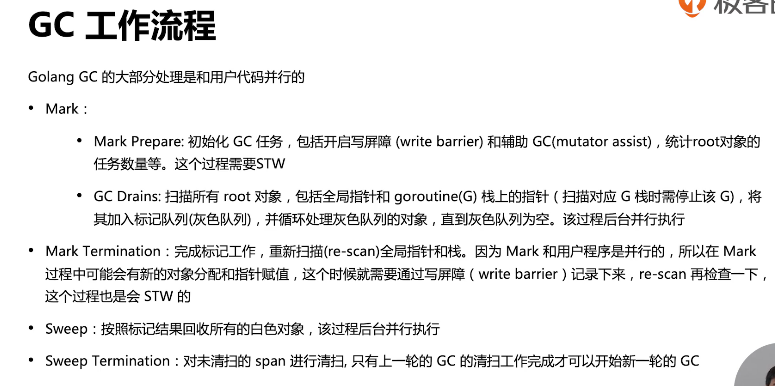 GC 工作流程
极客
Golang GC 的大部分处理是和用户代码并行的
• Mark：
• Mark Prepare: 初始化 GC 任务，包括开启写屏障 (write barrier) 和辅助 GC(mutator assist)，统计root对象的
任务数量等。这个过程需要STW
• GC Drains: 扫描所有 root 对象，包括全局指针和 goroutine(G) 栈上的指针（扫描对应 G 栈时需停止该 G)，将
其加入标记队列(灰色队列)，并循环处理灰色队列的对象，直到灰色队列为空。该过程后台并行执行
• Mark Termination：完成标记工作，重新扫描(re-scan)全局指针和栈。因为 Mark 和用户程序是并行的，所以在 Mark
过程中可能会有新的对象分配和指针赋值，这个时候就需要通过写屏障（write barrier）记录下来，re-scan 再检查一下，
这个过程也是会 STW 的
• Sweep：按照标记结果回收所有的白色对象，该过程后台并行执行
• Sweep Termination：对未清扫的 span 进行清扫, 只有上一轮的 GC 的清扫工作完成才可以开始新一轮的 GC